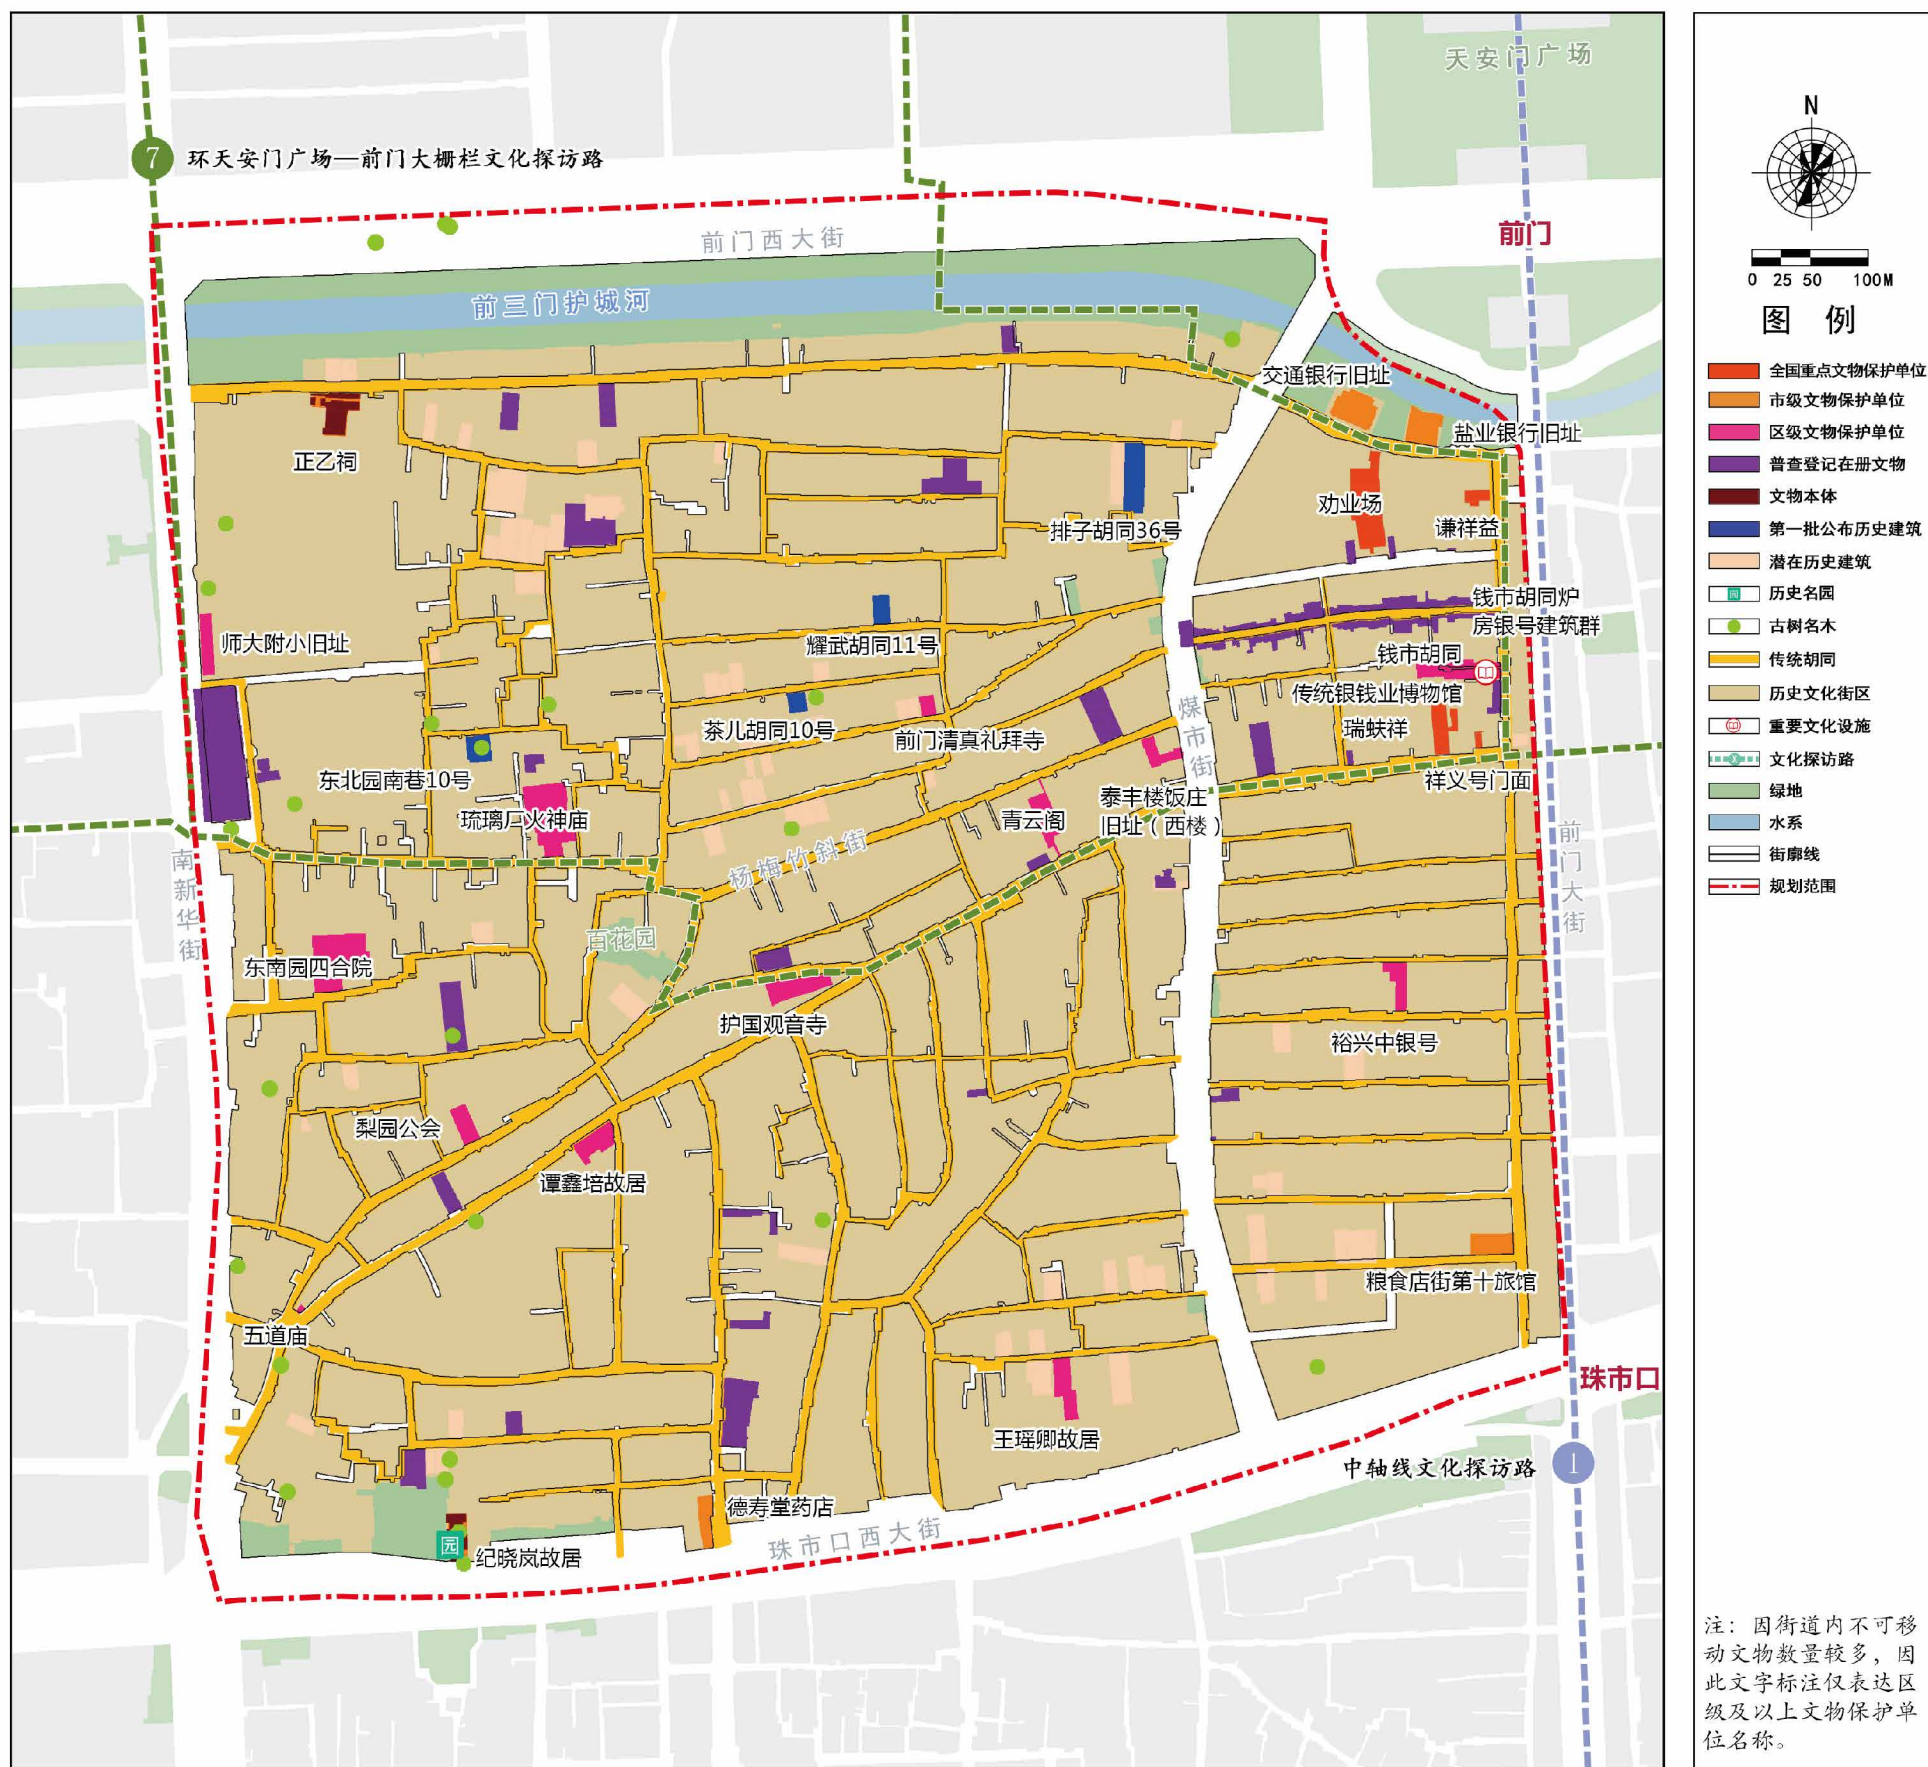 天安门广场
7
环天安门广场—前门大栅栏文化探访路
前门西大街
前门
前三门护城河
交通银行旧址
盐业银行旧址
正乙祠
劝业场
谦祥益
排子胡同36号
钱市胡同炉
房银号建筑群
师大附小旧址
耀武胡同11号
钱市胡同
传统银钱业博物馆
茶儿胡同10号
前门清真礼拜寺
瑞蚨祥
煤市街
东北园南巷10号
祥义号门面
琉璃厂火神庙
青云阁
泰丰楼饭庄
旧址（西楼）
杨梅竹斜街
南新华街
前门大街
百花园
东南园四合院
护国观音寺
裕兴中银号
梨园公会
谭鑫培故居
粮食店街第十旅馆
五道庙
珠市口
王瑶卿故居
中轴线文化探访路
1
德寿堂药店
珠市口西大街
园
纪晓岚故居
N
0 25 50 100M
图 例
全国重点文物保护单位
市级文物保护单位
区级文物保护单位
普查登记在册文物
文物本体
第一批公布历史建筑
潜在历史建筑
园 历史名园
古树名木
传统胡同
历史文化街区
重要文化设施
X 文化探访路
绿地
水系
街廓线
规划范围
注：因街道内不可移
动文物数量较多，因
此文字标注仅表达区
级及以上文物保护单
位名称。